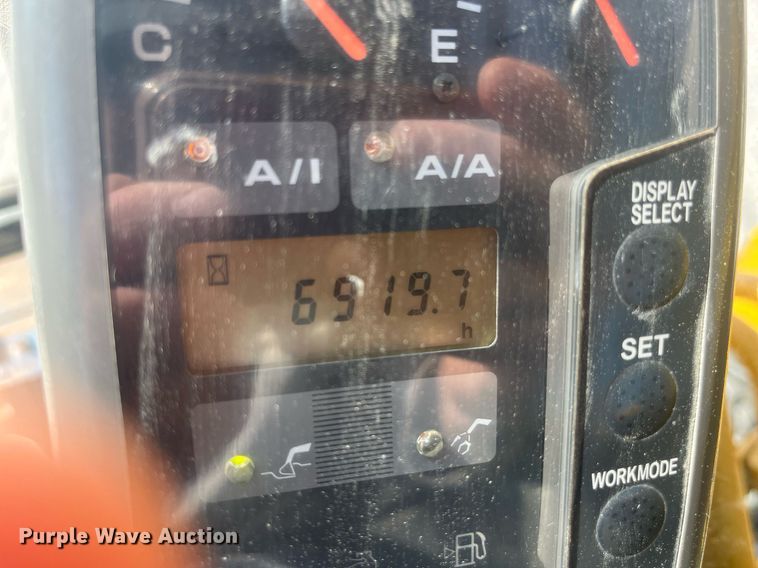 C
E
A/I
A/A
DISPLAY
SELECT
6919.7
h
SET
WORKMODE
Purple Wave Auction